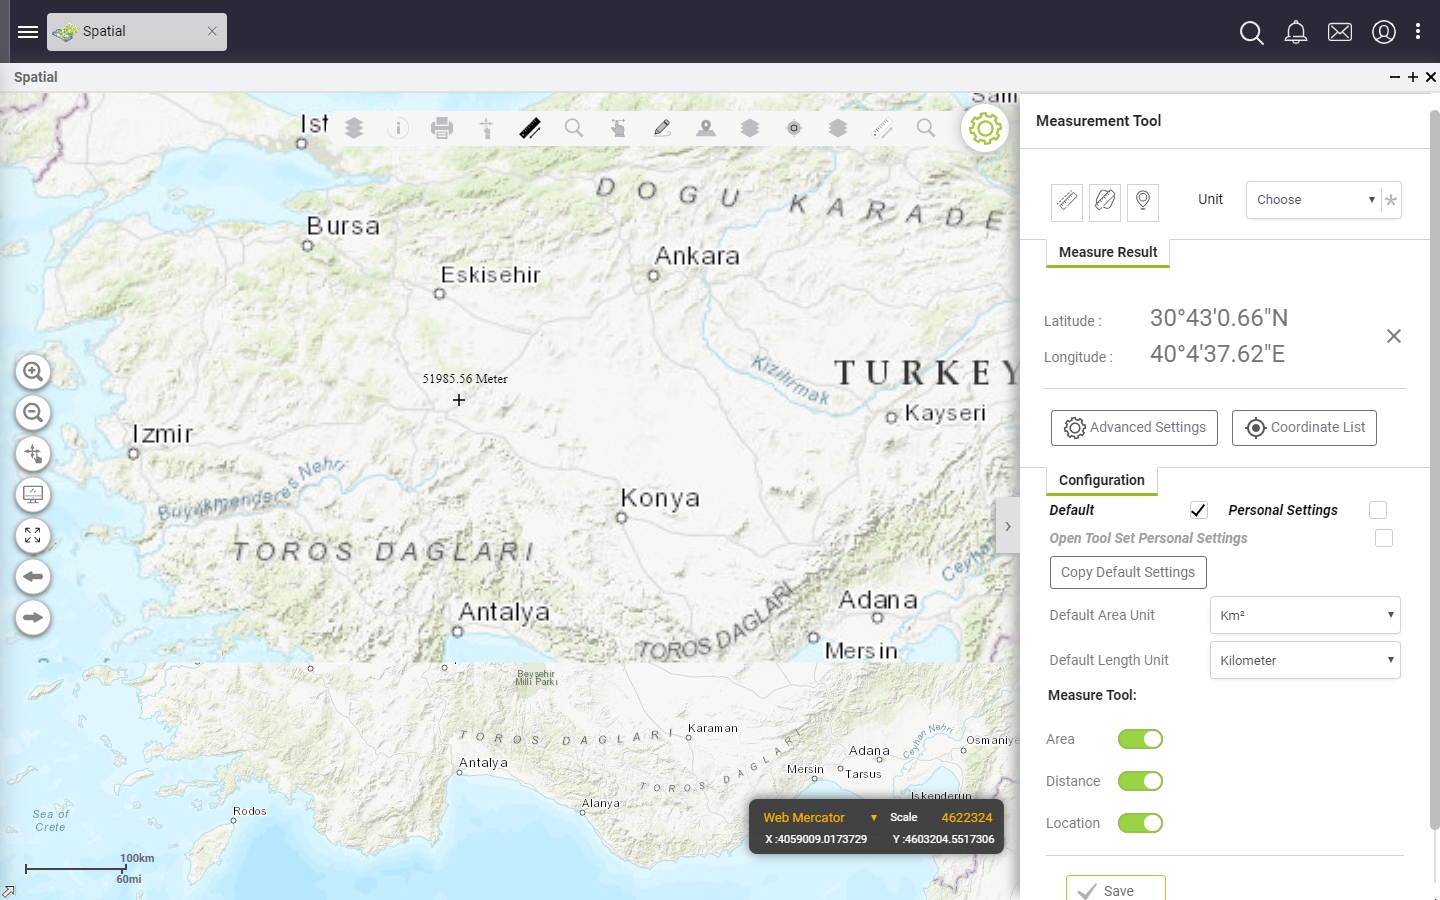 Spatial
Spatial
Sam
Ist
Measurement Tool
Unit
Choose
*
DOGU KARADE
Bursa
Ankara
Eskisehir
Measure Result
Latitude :
30°43'0.66"N
Longitude :
40°4'37.62"E
Kizilirmak
TURKEY
51985.56 Meter
Kayseri
Izmir
Advanced Settings
Coordinate List
Buyukmenderes Nehri
Configuration
Konya
Default
Personal Settings
Open Tool Set Personal Settings
TOROS DAGLARI
Ceyhan
Copy Default Settings
Antalya
Adana
TOROS DAGLARI
Mersin
Default Area Unit
Km²
Default Length Unit
Kilometer
Beysehir
Milli Parki
Measure Tool:
TOROS DAGLARI
Karaman
Ceyhan Nehri
Osmaniye
Area
Antalya
Adana
Mersin
Tarsus
TOROS DAGLARI
Distance
Iskenderun
Alanya
Rodos
Sea of
Crete
Web Mercator
Scale
4622324
Location
X :4059009.0173729
Y :4603204.5517306
100km
60mi
Save